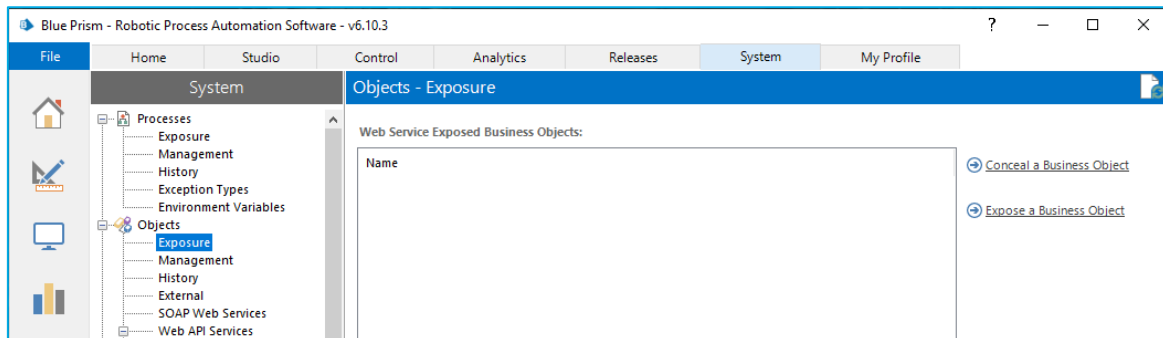 Blue Prism - Robotic Process Automation Software - v6.10.3
?
File Home Studio Control Analytics Releases System My Profile
System
Objects - Exposure
Processes
Exposure
Management
History
Exception Types
Environment Variables
Objects
Exposure
Management
History
External
SOAP Web Services
Web API Services
Web Service Exposed Business Objects:
Name
Conceal a Business Object
Expose a Business Object